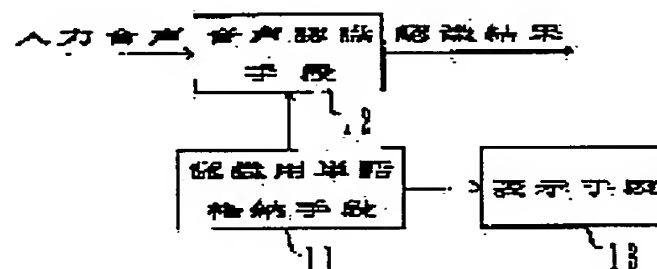 入力音声 音声認識 認識結果
手段
12
認識用単語
格納手段 表示手段
11 13